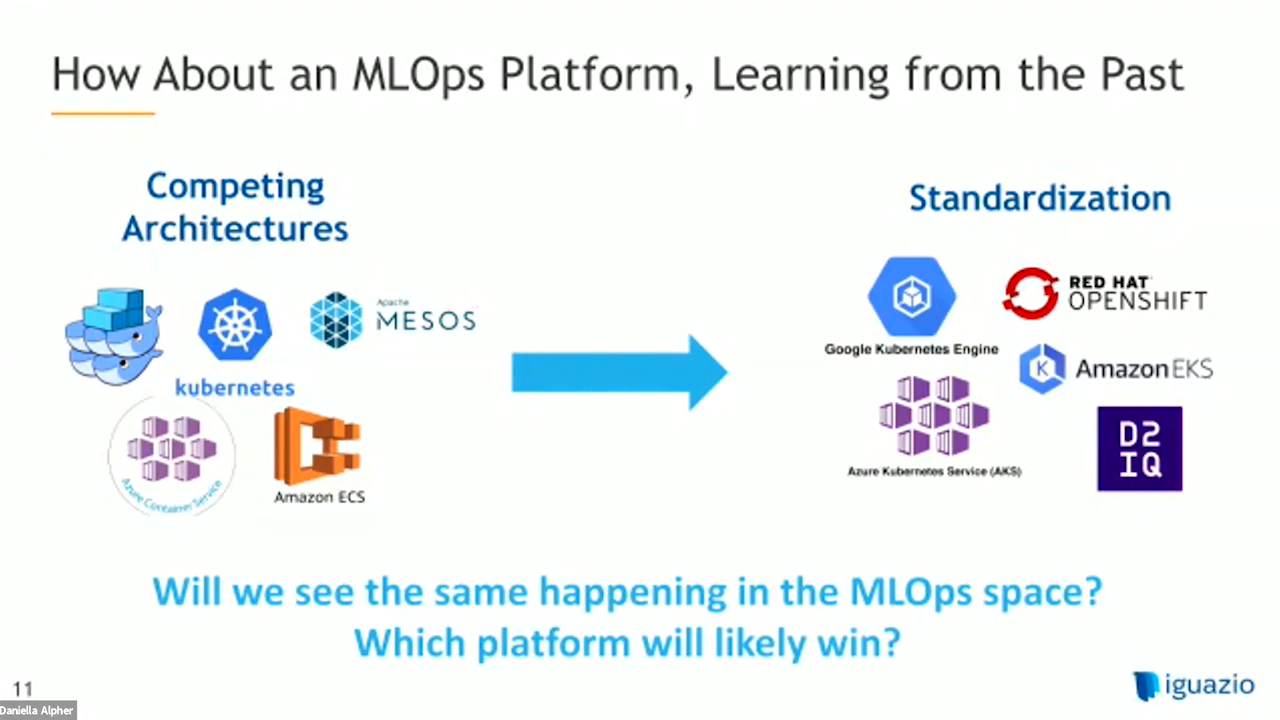 How About an MLOps Platform, Learning from the Past
Competing
Architectures
Apache
MESOS
kubernetes
Azure Container Service
Amazon ECS
Standardization
Google Kubernetes Engine
RED HAT
OPENSHIFT
K
Amazon EKS
Azure Kubernetes Service (AKS)
D2
IQ
Will we see the same happening in the MLOps space?
Which platform will likely win?
11
iguazio
Daniella Alpher